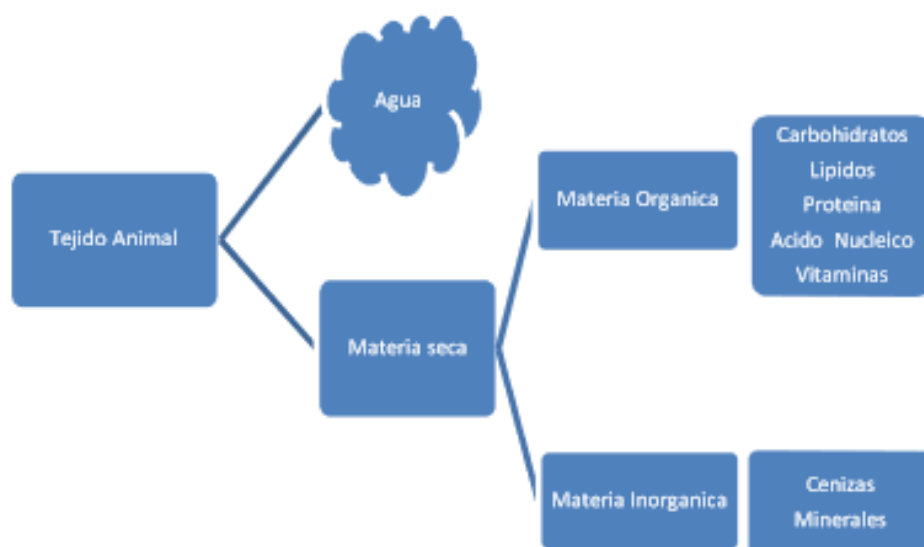 Agua
Tejido Animal
Materia seca
Materia Organica
Carbohidratos
Lipidos
Proteina
Acido Nucleico
Vitaminas
Materia Inorganica
Cenizas
Minerales